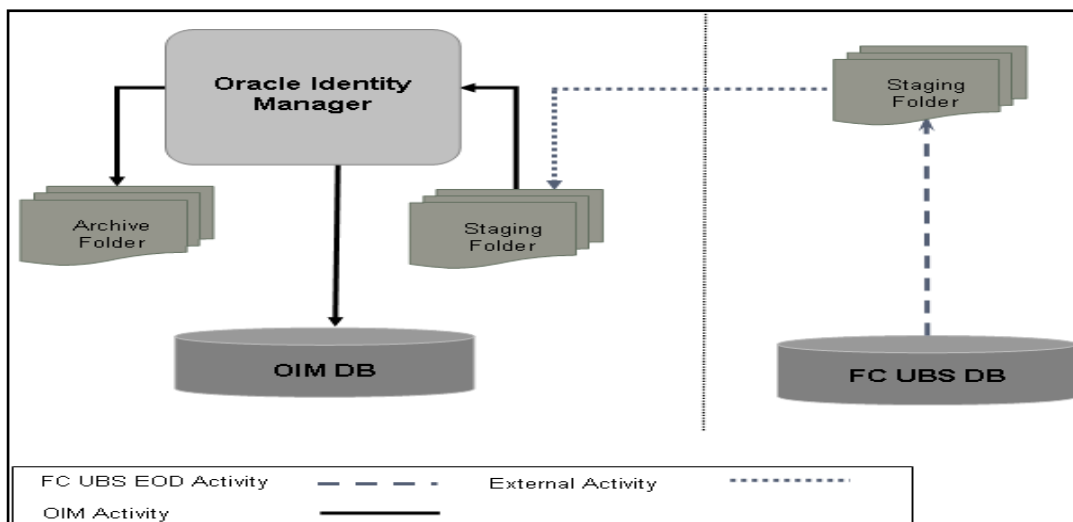 Oracle Identity
Manager
Staging
Folder
Archive
Folder
Staging
Folder
OIM DB
FC UBS DB
FC UBS EOD Activity
External Activity
OIM Activity